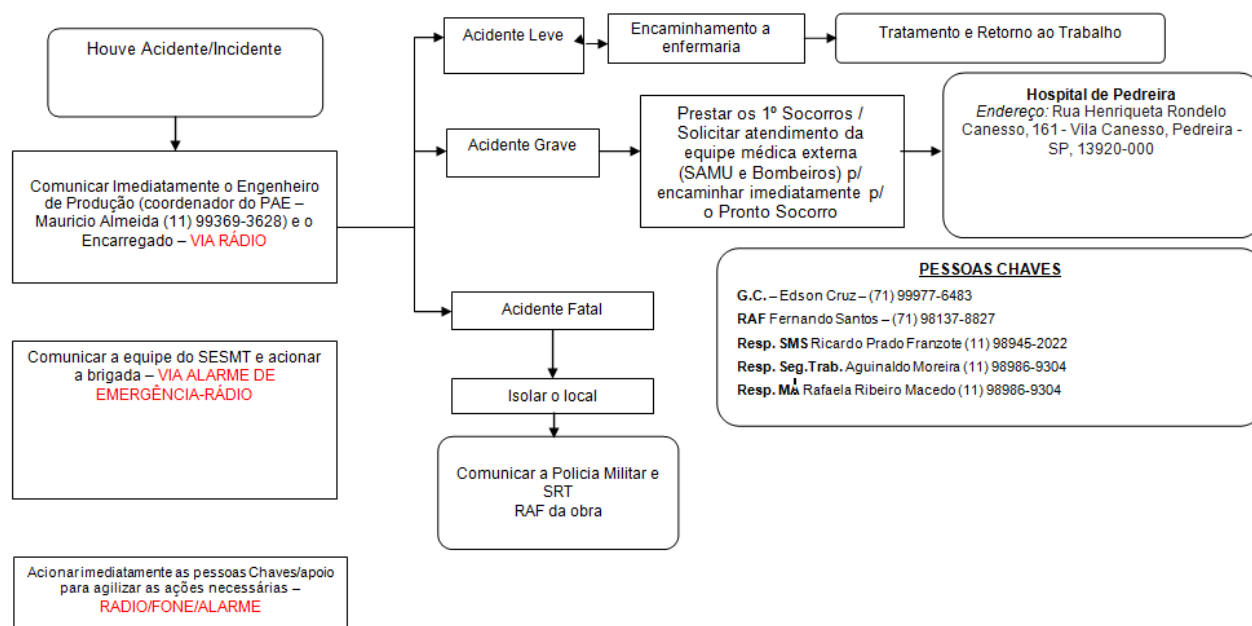 Houve Acidente/Incidente
Comunicar Imediatamente o Engenheiro
de Produção (coordenador do PAE –
Mauricio Almeida (11) 99369-3628) e o
Encarregado – VIA RÁDIO
Comunicar a equipe do SESMT e acionar
a brigada – VIA ALARME DE
EMERGÊNCIA-RÁDIO
Acionar imediatamente as pessoas Chaves/apoio
para agilizar as ações necessárias –
RADIO/FONE/ALARME
Acidente Leve
Encaminhamento a
enfermaria
Tratamento e Retorno ao Trabalho
Acidente Grave
Prestar os 1º Socorros /
Solicitar atendimento da
equipe médica externa
(SAMU e Bombeiros) p/
encaminhar imediatamente p/
o Pronto Socorro
Hospital de Pedreira
Endereço: Rua Henriqueta Rondelo
Canesso, 161 - Vila Canesso, Pedreira -
SP, 13920-000
Acidente Fatal
Isolar o local
Comunicar a Policia Militar e
SRT
RAF da obra
PESSOAS CHAVES
G.C. – Edson Cruz – (71) 99977-6483
RAF Fernando Santos – (71) 98137-8827
Resp. SMS Ricardo Prado Franzote (11) 98945-2022
Resp. Seg.Trab. Aguinaldo Moreira (11) 98986-9304
Resp. MA Rafaela Ribeiro Macedo (11) 98986-9304